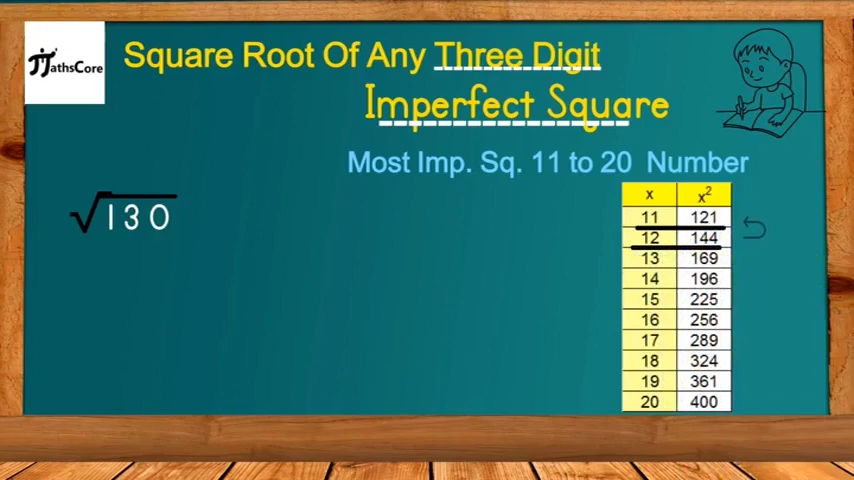 MathsCore
Square Root Of Any Three Digit
Imperfect Square
Most Imp. Sq. 11 to 20 Number
√130
x x²
11 121
12 144
13 169
14 196
15 225
16 256
17 289
18 324
19 361
20 400